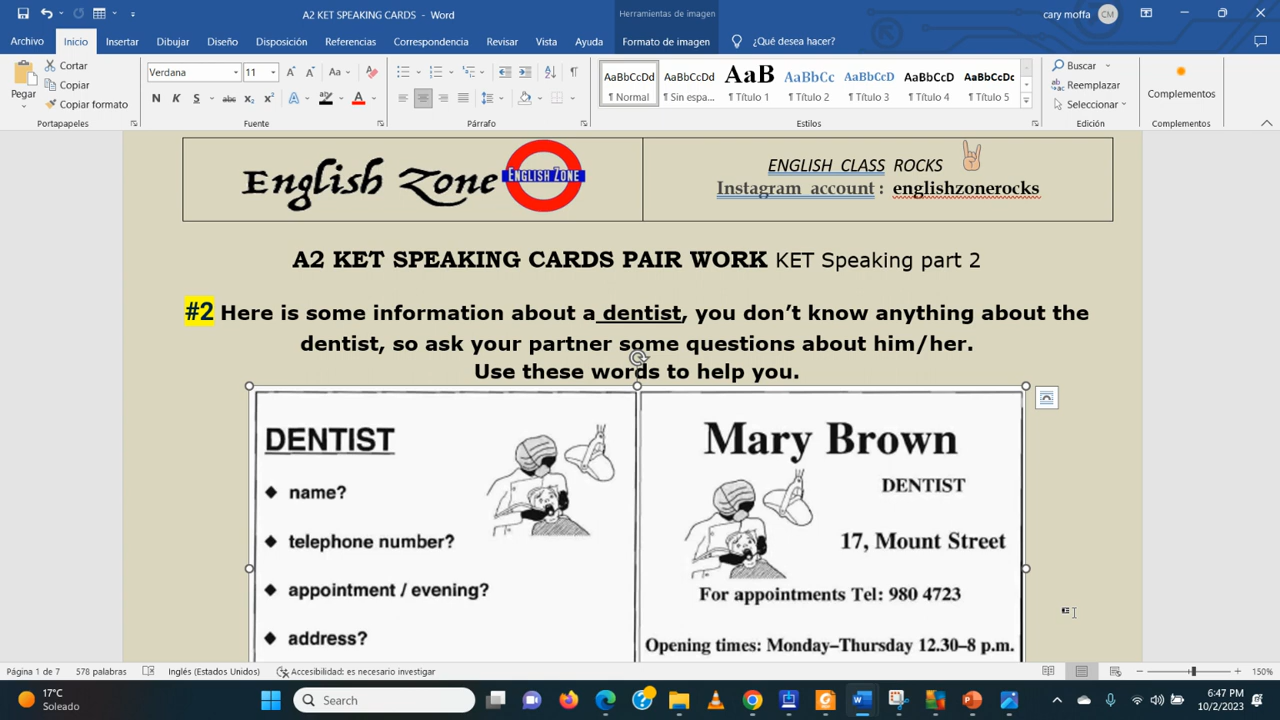 A2 KET SPEAKING CARDS - Word
Herramientas de imagen
cary moffa CM
Archivo Inicio Insertar Dibujar Diseño Disposición Referencias Correspondencia Revisar Vista Ayuda Formato de imagen ¿Qué desea hacer?
Pegar
Cortar
Copiar
Copiar formato
Verdana 11
N K S abc x₂ x²
AaBbCcDd AaBbCcDd AaB AaBbCc AaBbCcD AaBbCcD AaBbCcDc
¶ Normal ¶ Sin espa... ¶ Título 1 ¶ Título 2 ¶ Título 3 ¶ Título 4 ¶ Título 5
Buscar
Reemplazar
Seleccionar
Complementos
Portapapeles Fuente Párrafo Estilos Edición Complementos
English Zone ENGLISH ZONE
ENGLISH CLASS ROCKS
Instagram account : englishzonerocks
A2 KET SPEAKING CARDS PAIR WORK KET Speaking part 2
#2 Here is some information about a dentist, you don’t know anything about the
dentist, so ask your partner some questions about him/her.
Use these words to help you.
DENTIST
◆ name?
◆ telephone number?
◆ appointment / evening?
◆ address?
Mary Brown
DENTIST
17, Mount Street
For appointments Tel: 980 4723
Opening times: Monday–Thursday 12.30–8 p.m.
Página 1 de 7 578 palabras Inglés (Estados Unidos) Accesibilidad: es necesario investigar 150%
17°C
Soleado
Search
6:47 PM
10/2/2023